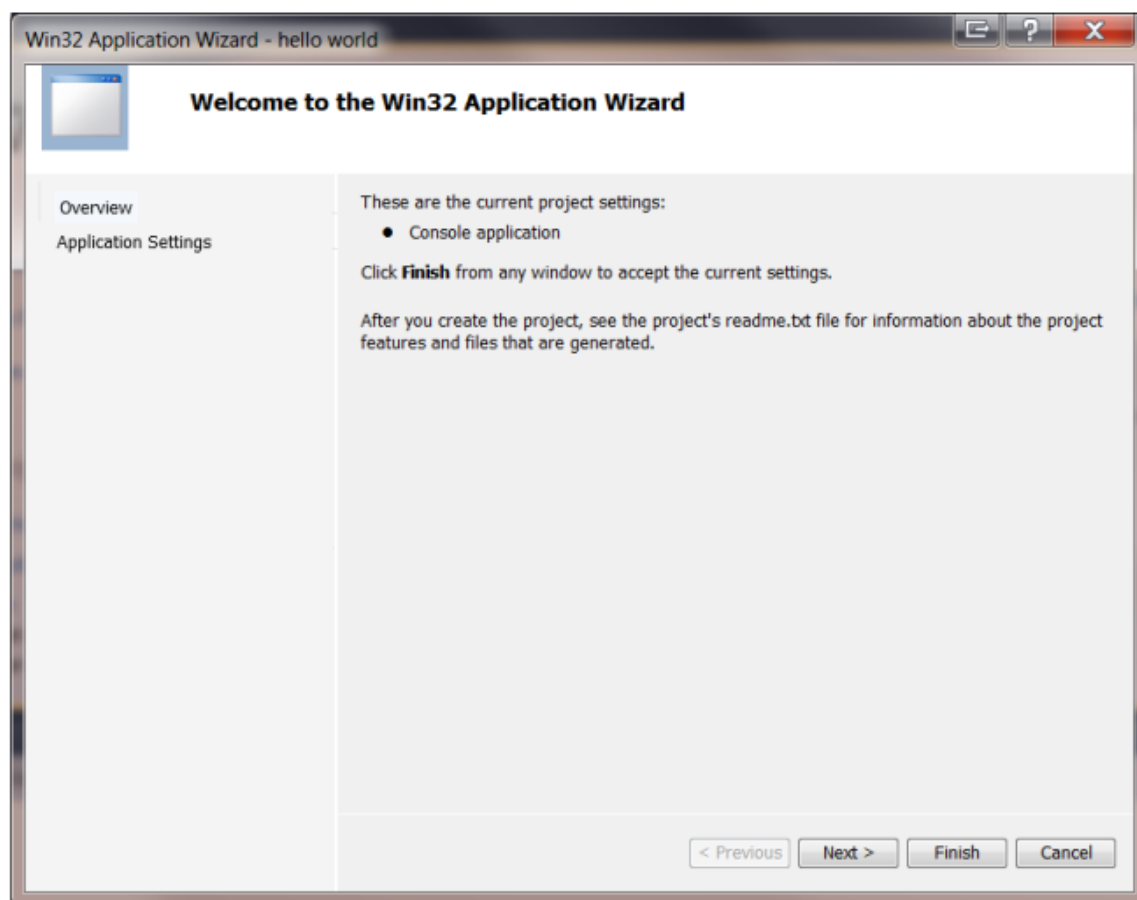 Win32 Application Wizard - hello world
?
X
Welcome to the Win32 Application Wizard
Overview
Application Settings
These are the current project settings:
• Console application
Click Finish from any window to accept the current settings.
After you create the project, see the project's readme.txt file for information about the project
features and files that are generated.
< Previous
Next >
Finish
Cancel